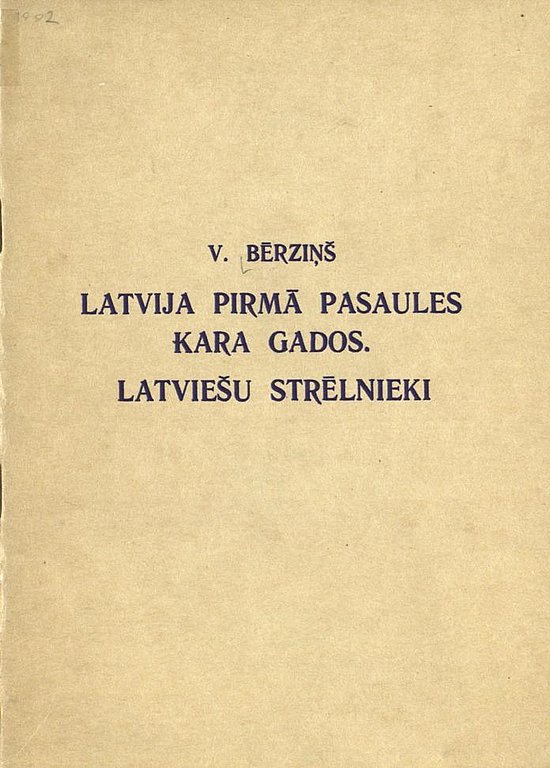 V. BĒRZIŅŠ
LATVIJA PIRMĀ PASAULES
KARA GADOS.
LATVIEŠU STRĒLNIEKI